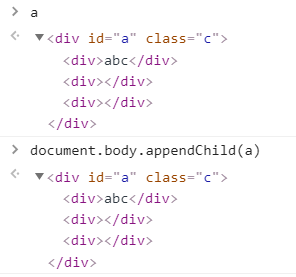 > a
<· ▼<div id="a" class="c">
<div>abc</div>
<div></div>
<div></div>
</div>
> document.body.appendChild(a)
<· ▼<div id="a" class="c">
<div>abc</div>
<div></div>
<div></div>
</div>